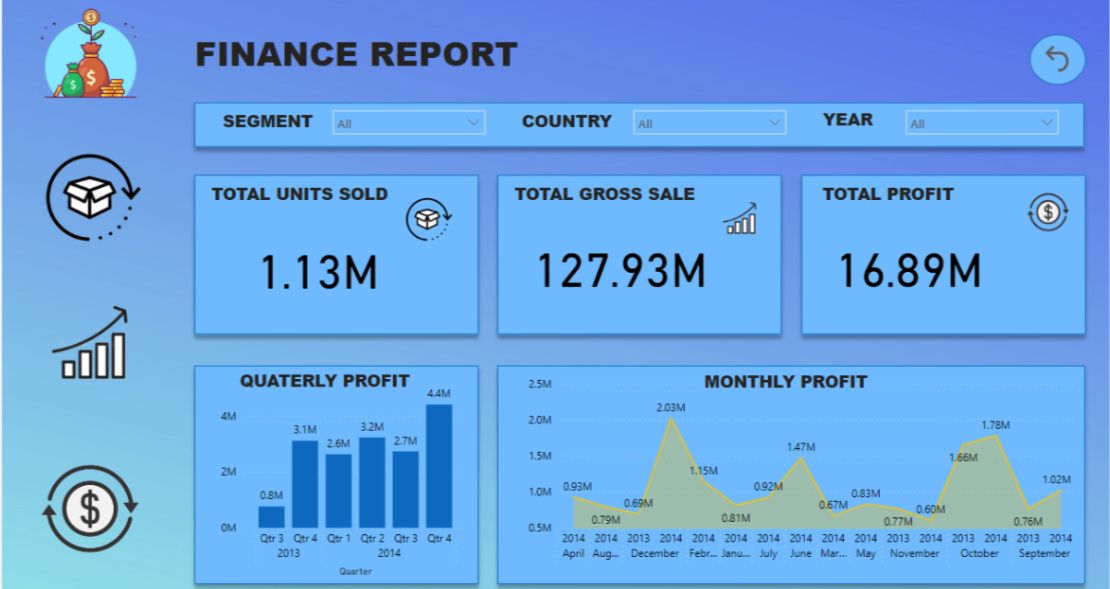 FINANCE REPORT
SEGMENT All COUNTRY All YEAR All
TOTAL UNITS SOLD
1.13M
TOTAL GROSS SALE
127.93M
TOTAL PROFIT
16.89M
QUATERLY PROFIT
4M
2M
0M
0.8M 3.1M 2.6M 3.2M 2.7M 4.4M
Qtr 3 Qtr 4 Qtr 1 Qtr 2 Qtr 3 Qtr 4
2013 2014
Quarter
MONTHLY PROFIT
2.5M
2.0M
1.5M
1.0M
0.5M
0.93M 0.79M 0.69M 2.03M 1.15M 0.81M 0.92M 1.47M 0.67M 0.83M 0.77M 0.60M 1.66M 1.78M 0.76M 1.02M
2014 2014 2013 2014 2014 2014 2014 2014 2014 2014 2013 2014 2013 2014 2013 2014
April Aug... December Febr... Janu... July June Mar... May November October September